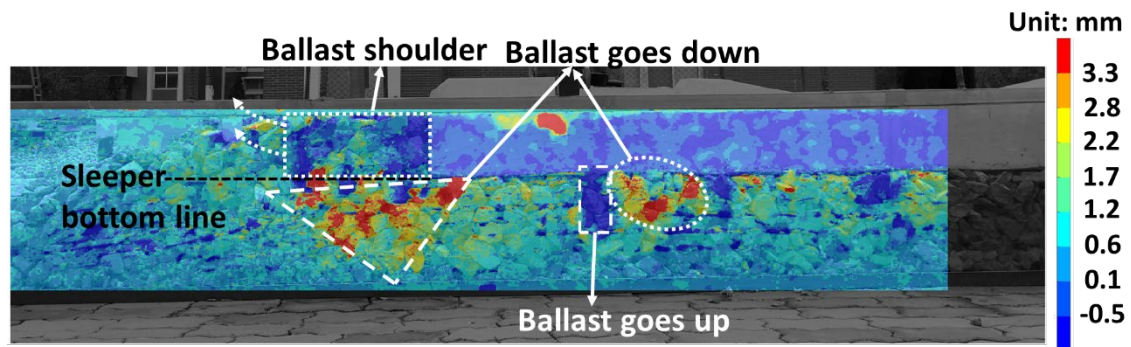 Unit: mm
Ballast shoulder
Ballast goes down
3.3
2.8
2.2
1.7
1.2
0.6
0.1
-0.5
Sleeper
bottom line
Ballast goes up